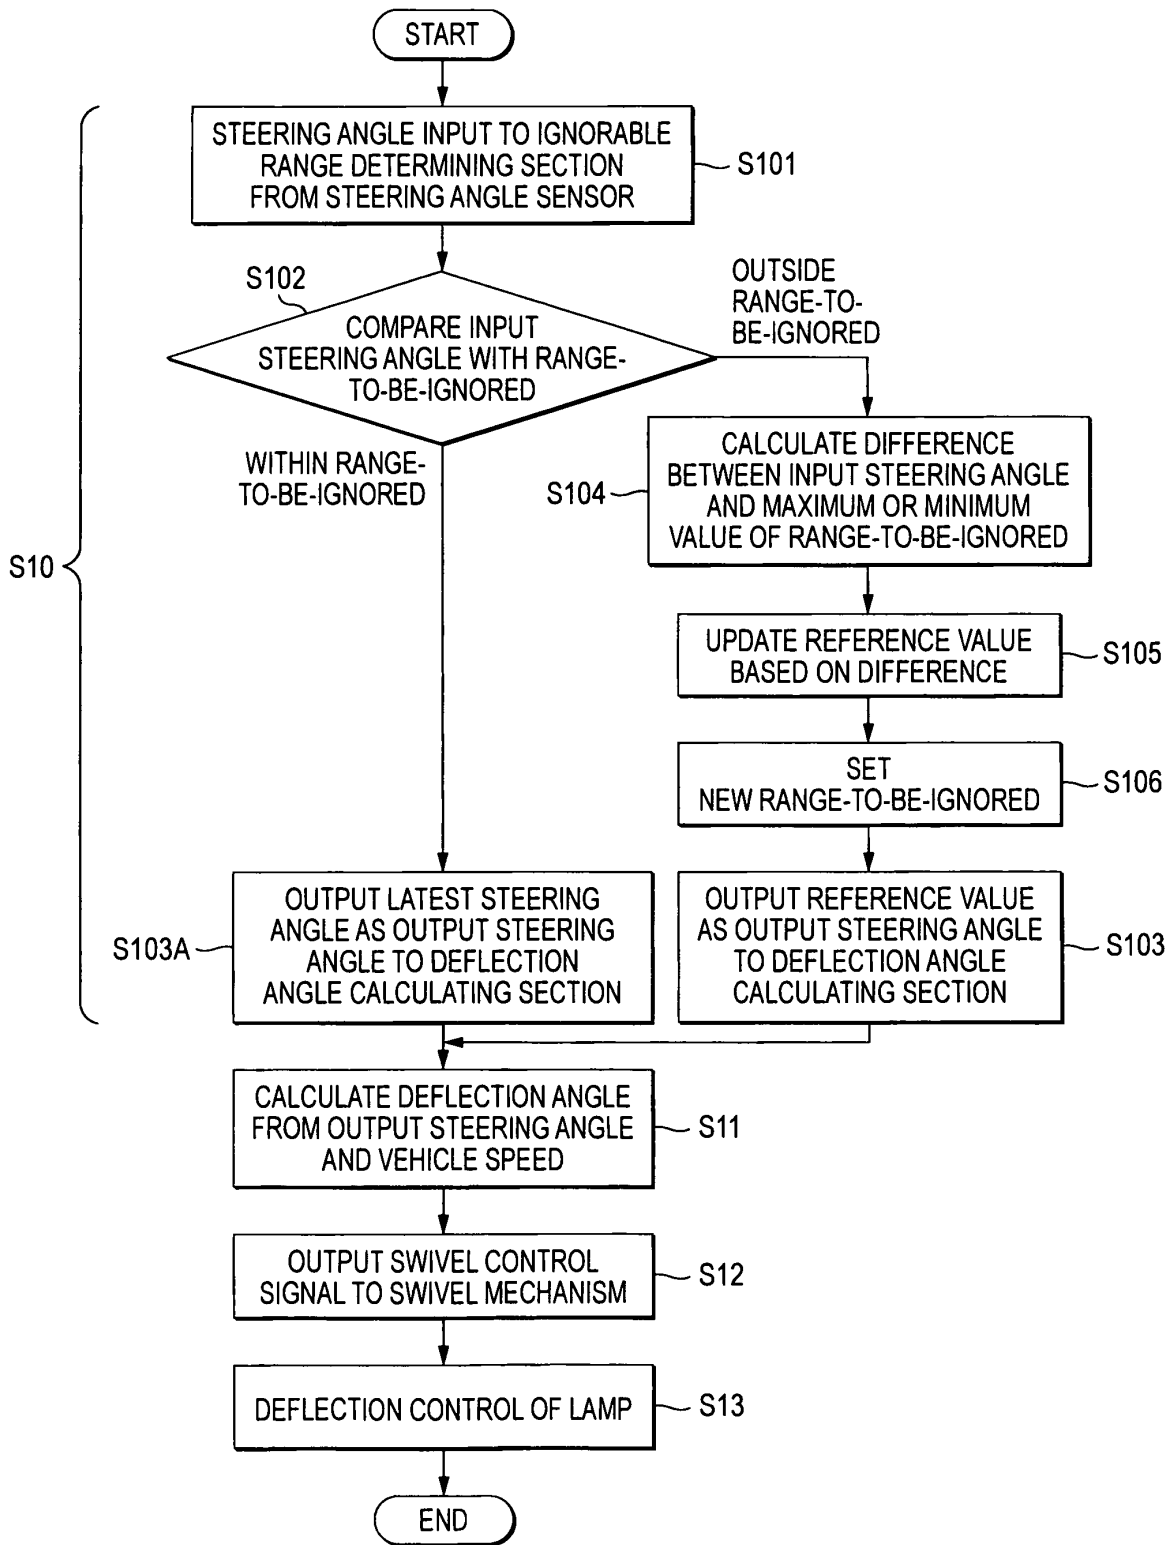 START
STEERING ANGLE INPUT TO IGNORABLE
RANGE DETERMINING SECTION
FROM STEERING ANGLE SENSOR
S101
S102
COMPARE INPUT
STEERING ANGLE WITH RANGE-
TO-BE-IGNORED
OUTSIDE
RANGE-TO-
BE-IGNORED
WITHIN RANGE-
TO-BE-IGNORED
S104
CALCULATE DIFFERENCE
BETWEEN INPUT STEERING ANGLE
AND MAXIMUM OR MINIMUM
VALUE OF RANGE-TO-BE-IGNORED
S10
UPDATE REFERENCE VALUE
BASED ON DIFFERENCE
S105
SET
NEW RANGE-TO-BE-IGNORED
S106
S103A
OUTPUT LATEST STEERING
ANGLE AS OUTPUT STEERING
ANGLE TO DEFLECTION
ANGLE CALCULATING SECTION
OUTPUT REFERENCE VALUE
AS OUTPUT STEERING ANGLE
TO DEFLECTION ANGLE
CALCULATING SECTION
S103
CALCULATE DEFLECTION ANGLE
FROM OUTPUT STEERING ANGLE
AND VEHICLE SPEED
S11
OUTPUT SWIVEL CONTROL
SIGNAL TO SWIVEL MECHANISM
S12
DEFLECTION CONTROL OF LAMP
S13
END